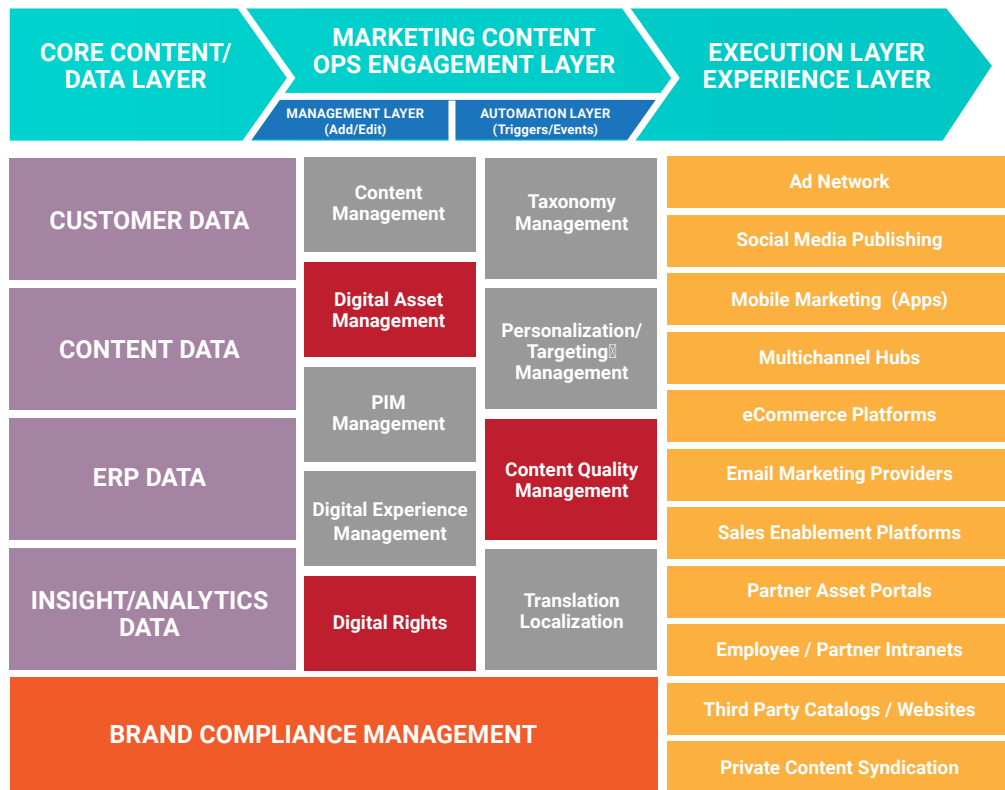 CORE CONTENT/
DATA LAYER
MARKETING CONTENT
OPS ENGAGEMENT LAYER
MANAGEMENT LAYER
(Add/Edit)
AUTOMATION LAYER
(Triggers/Events)
EXECUTION LAYER
EXPERIENCE LAYER
CUSTOMER DATA
CONTENT DATA
ERP DATA
INSIGHT/ANALYTICS
DATA
Content
Management
Digital Asset
Management
PIM
Management
Digital Experience
Management
Digital Rights
Taxonomy
Management
Personalization/
Targeting
Management
Content Quality
Management
Translation
Localization
Ad Network
Social Media Publishing
Mobile Marketing (Apps)
Multichannel Hubs
eCommerce Platforms
Email Marketing Providers
Sales Enablement Platforms
Partner Asset Portals
Employee / Partner Intranets
Third Party Catalogs / Websites
Private Content Syndication
BRAND COMPLIANCE MANAGEMENT